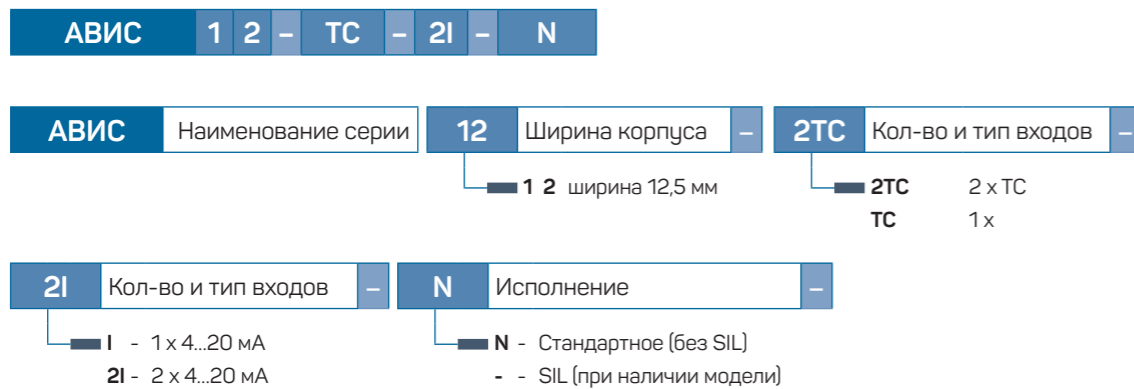 АВИС 1 2 – ТС – 2I – N
АВИС Наименование серии 12 Ширина корпуса – 2ТС Кол-во и тип входов –
1 2 ширина 12,5 мм
2ТС 2 x ТС
ТС 1 x
2I Кол-во и тип входов – N Исполнение –
I - 1 x 4...20 мА
2I - 2 x 4...20 мА
N - Стандартное (без SIL)
- - SIL (при наличии модели)